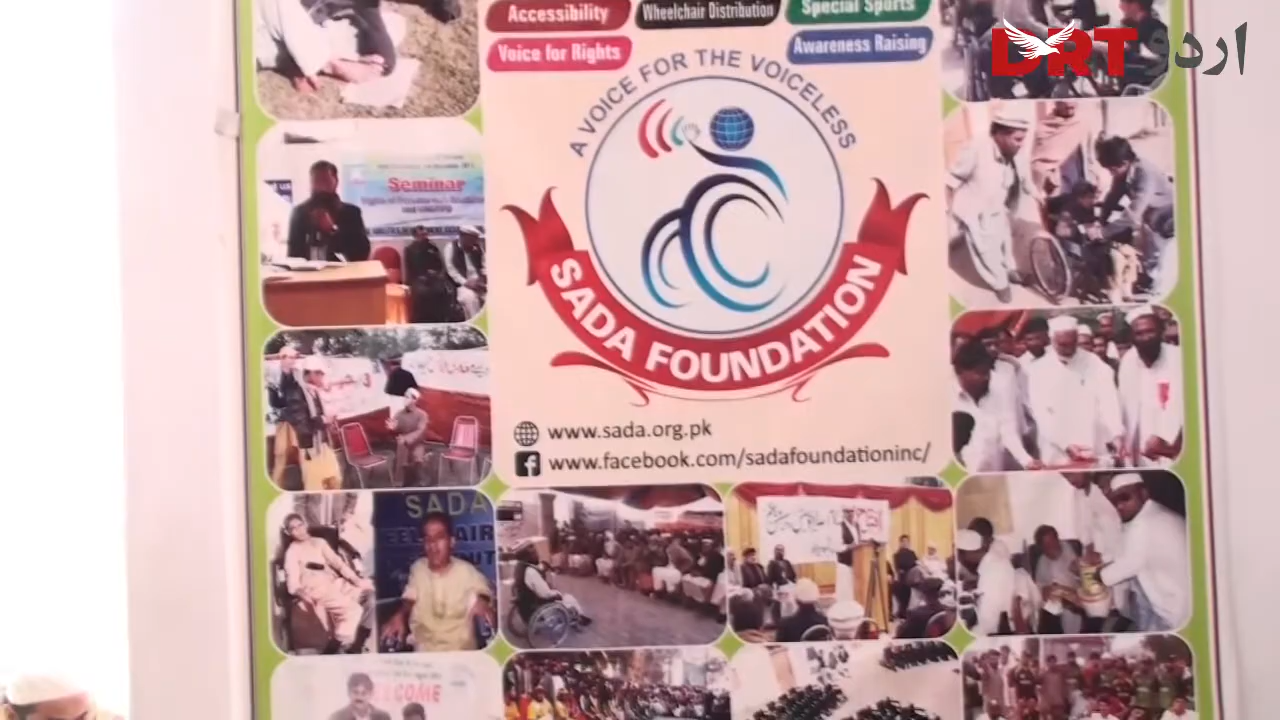 Accessibility
Wheelchair Distribution
Special Sports
Voice for Rights
Awareness Raising
DRT اردو
A VOICE FOR THE VOICELESS
SADA FOUNDATION
www.sada.org.pk
www.facebook.com/sadafoundationinc/
Seminar
SADA
WELCOME